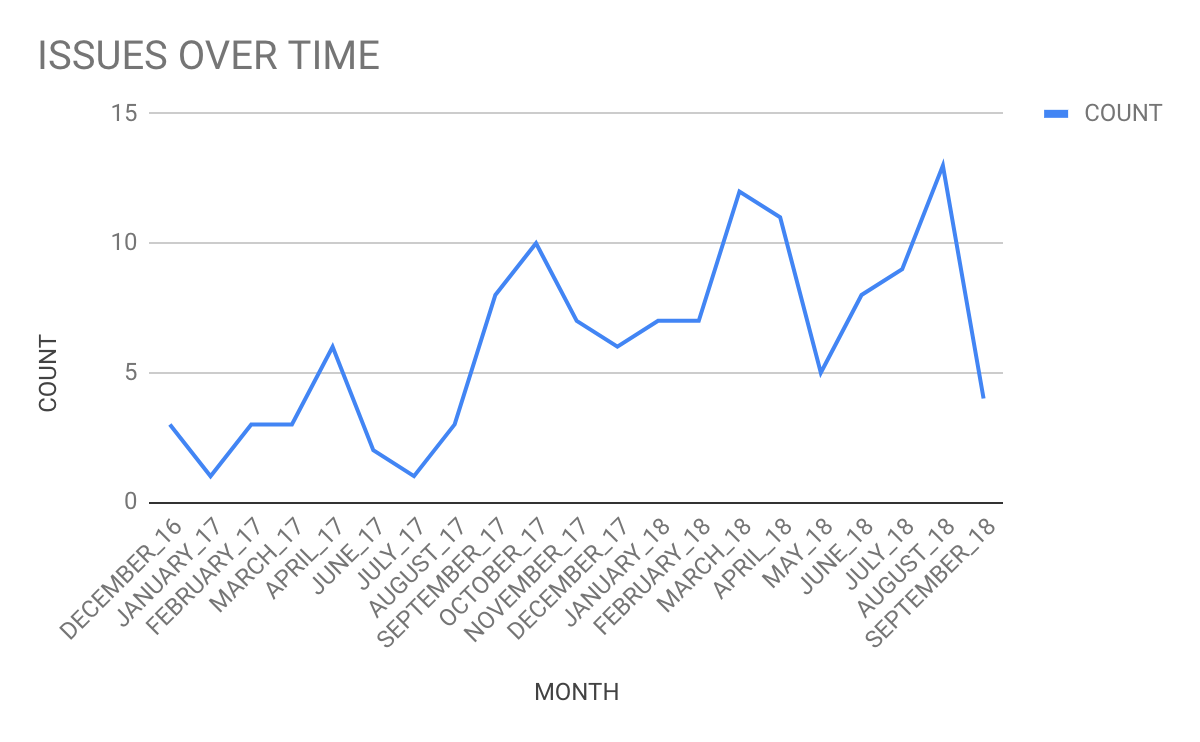 ISSUES OVER TIME
COUNT
15
10
5
0
COUNT
DECEMBER_16
JANUARY_17
FEBRUARY_17
MARCH_17
APRIL_17
JUNE_17
JULY_17
AUGUST_17
SEPTEMBER_17
OCTOBER_17
NOVEMBER_17
DECEMBER_17
JANUARY_18
FEBRUARY_18
MARCH_18
APRIL_18
MAY_18
JUNE_18
JULY_18
AUGUST_18
SEPTEMBER_18
MONTH